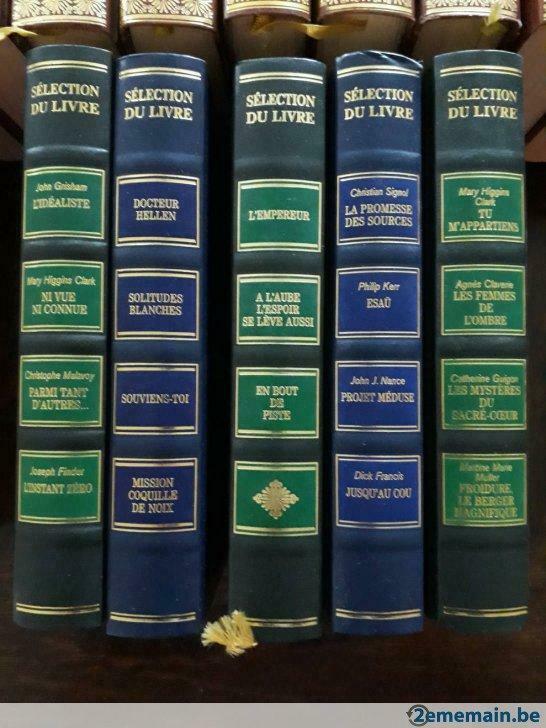 SÉLECTION
DU LIVRE
John Grisham
L'IDÉALISTE
Mary Higgins Clark
NI VUE
NI CONNUE
Christophe Malavoy
PARMI TANT
D'AUTRES...
Joseph Finder
L'INSTANT ZÉRO
SÉLECTION
DU LIVRE
DOCTEUR
HELLEN
SOLITUDES
BLANCHES
SOUVIENS-TOI
MISSION
COQUILLE
DE NOIX
SÉLECTION
DU LIVRE
L'EMPEREUR
A L'AUBE
L'ESPOIR
SE LÈVE AUSSI
EN BOUT
DE
PISTE
SÉLECTION
DU LIVRE
Christian Signol
LA PROMESSE
DES SOURCES
Philip Kerr
ESAÜ
John J. Nance
PROJET MÉDUSE
Dick Francis
JUSQU'AU COU
SÉLECTION
DU LIVRE
Mary Higgins
Clark
TU
M'APPARTIENS
Agnès Claverie
LES FEMMES
DE
L'OMBRE
Catherine Guigon
LES MYSTÈRES
DU
SACRÉ-CŒUR
Martine Marie
Muller
FROIDURE,
LE BERGER
MAGNIFIQUE
2ememain.be